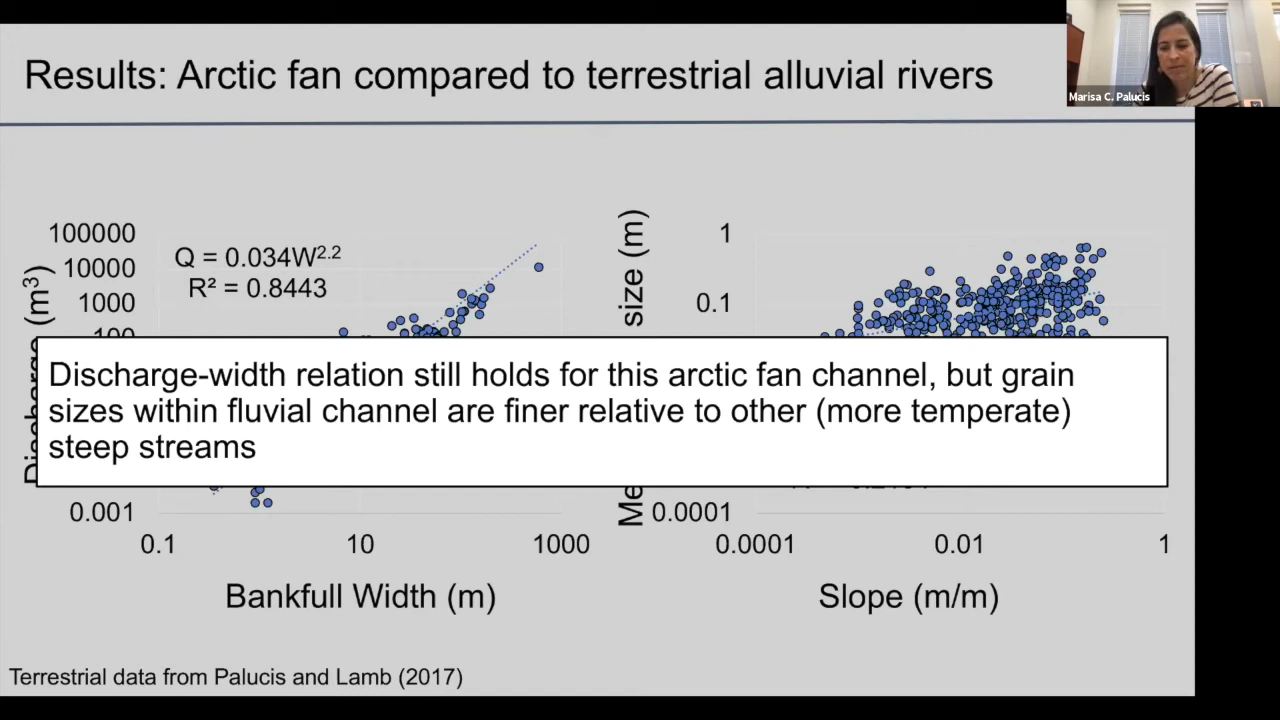 Results: Arctic fan compared to terrestrial alluvial rivers
Marisa C. Palucis
100000
10000
1000
100
0.001
Q = 0.034W2.2
R² = 0.8443
(m³)
0.1
10
1000
Bankfull Width (m)
size (m)
1
0.1
0.0001
0.0001
0.01
1
Slope (m/m)
Discharge-width relation still holds for this arctic fan channel, but grain
sizes within fluvial channel are finer relative to other (more temperate)
steep streams
Terrestrial data from Palucis and Lamb (2017)